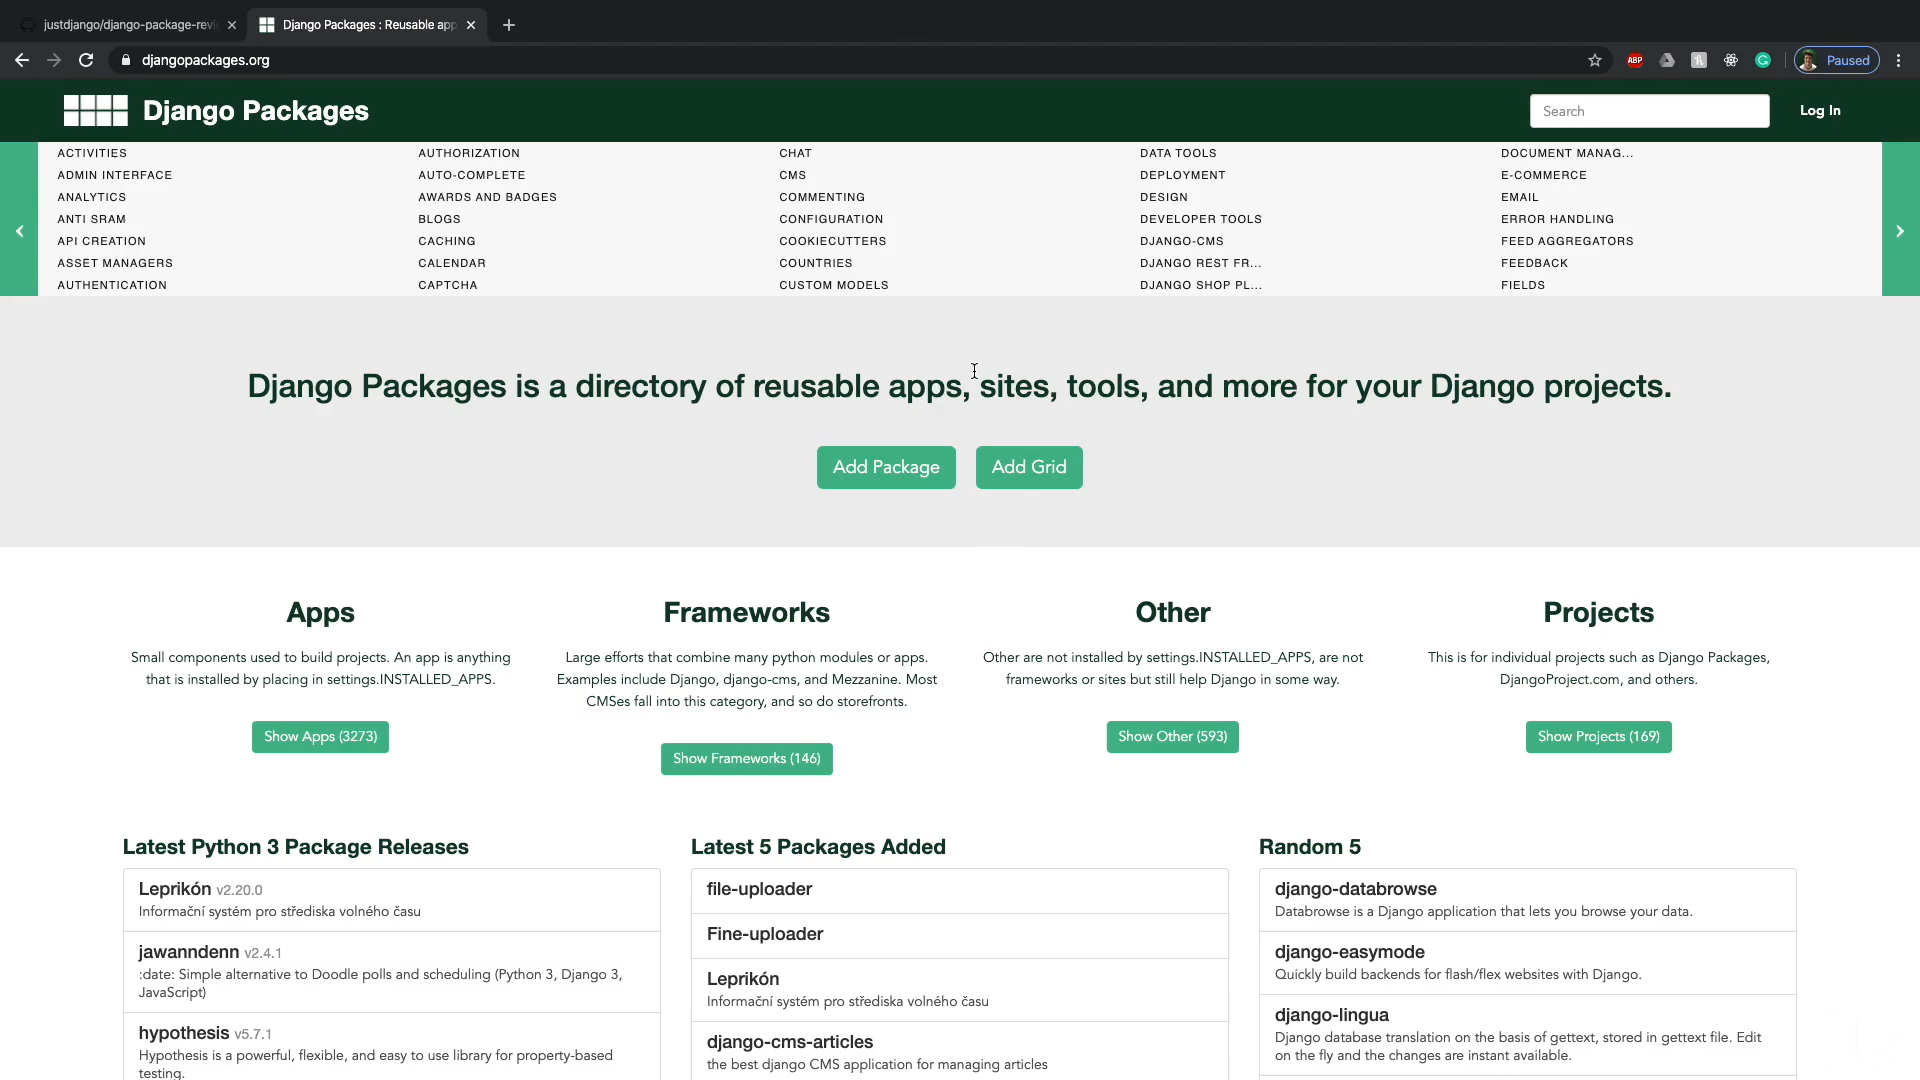 justdjango/django-package-revi
Django Packages : Reusable app
djangopackages.org
ABP
Paused
Django Packages
Search
Log In
ACTIVITIES
ADMIN INTERFACE
ANALYTICS
ANTI SRAM
API CREATION
ASSET MANAGERS
AUTHENTICATION
AUTHORIZATION
AUTO-COMPLETE
AWARDS AND BADGES
BLOGS
CACHING
CALENDAR
CAPTCHA
CHAT
CMS
COMMENTING
CONFIGURATION
COOKIECUTTERS
COUNTRIES
CUSTOM MODELS
DATA TOOLS
DEPLOYMENT
DESIGN
DEVELOPER TOOLS
DJANGO-CMS
DJANGO REST FR...
DJANGO SHOP PL...
DOCUMENT MANAG...
E-COMMERCE
EMAIL
ERROR HANDLING
FEED AGGREGATORS
FEEDBACK
FIELDS
Django Packages is a directory of reusable apps, sites, tools, and more for your Django projects.
Add Package
Add Grid
Apps
Small components used to build projects. An app is anything
that is installed by placing in settings.INSTALLED_APPS.
Show Apps (3273)
Frameworks
Large efforts that combine many python modules or apps.
Examples include Django, django-cms, and Mezzanine. Most
CMSes fall into this category, and so do storefronts.
Show Frameworks (146)
Other
Other are not installed by settings.INSTALLED_APPS, are not
frameworks or sites but still help Django in some way.
Show Other (593)
Projects
This is for individual projects such as Django Packages,
DjangoProject.com, and others.
Show Projects (169)
Latest Python 3 Package Releases
Leprikón v2.20.0
Informační systém pro střediska volného času
jawanndenn v2.4.1
:date: Simple alternative to Doodle polls and scheduling (Python 3, Django 3,
JavaScript)
hypothesis v5.7.1
Hypothesis is a powerful, flexible, and easy to use library for property-based
testing.
Latest 5 Packages Added
file-uploader
Fine-uploader
Leprikón
Informační systém pro střediska volného času
django-cms-articles
the best django CMS application for managing articles
Random 5
django-databrowse
Databrowse is a Django application that lets you browse your data.
django-easymode
Quickly build backends for flash/flex websites with Django.
django-lingua
Django database translation on the basis of gettext, stored in gettext file. Edit
on the fly and the changes are instant available.